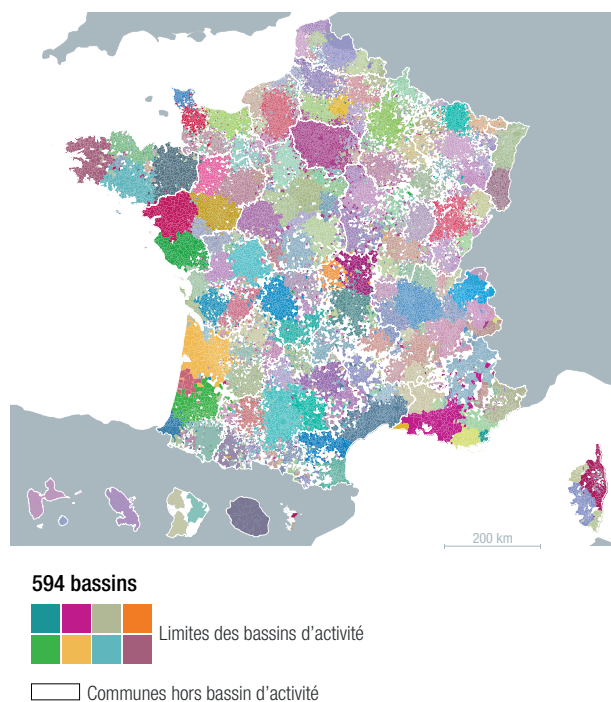 200 km
594 bassins
Limites des bassins d'activité
Communes hors bassin d'activité